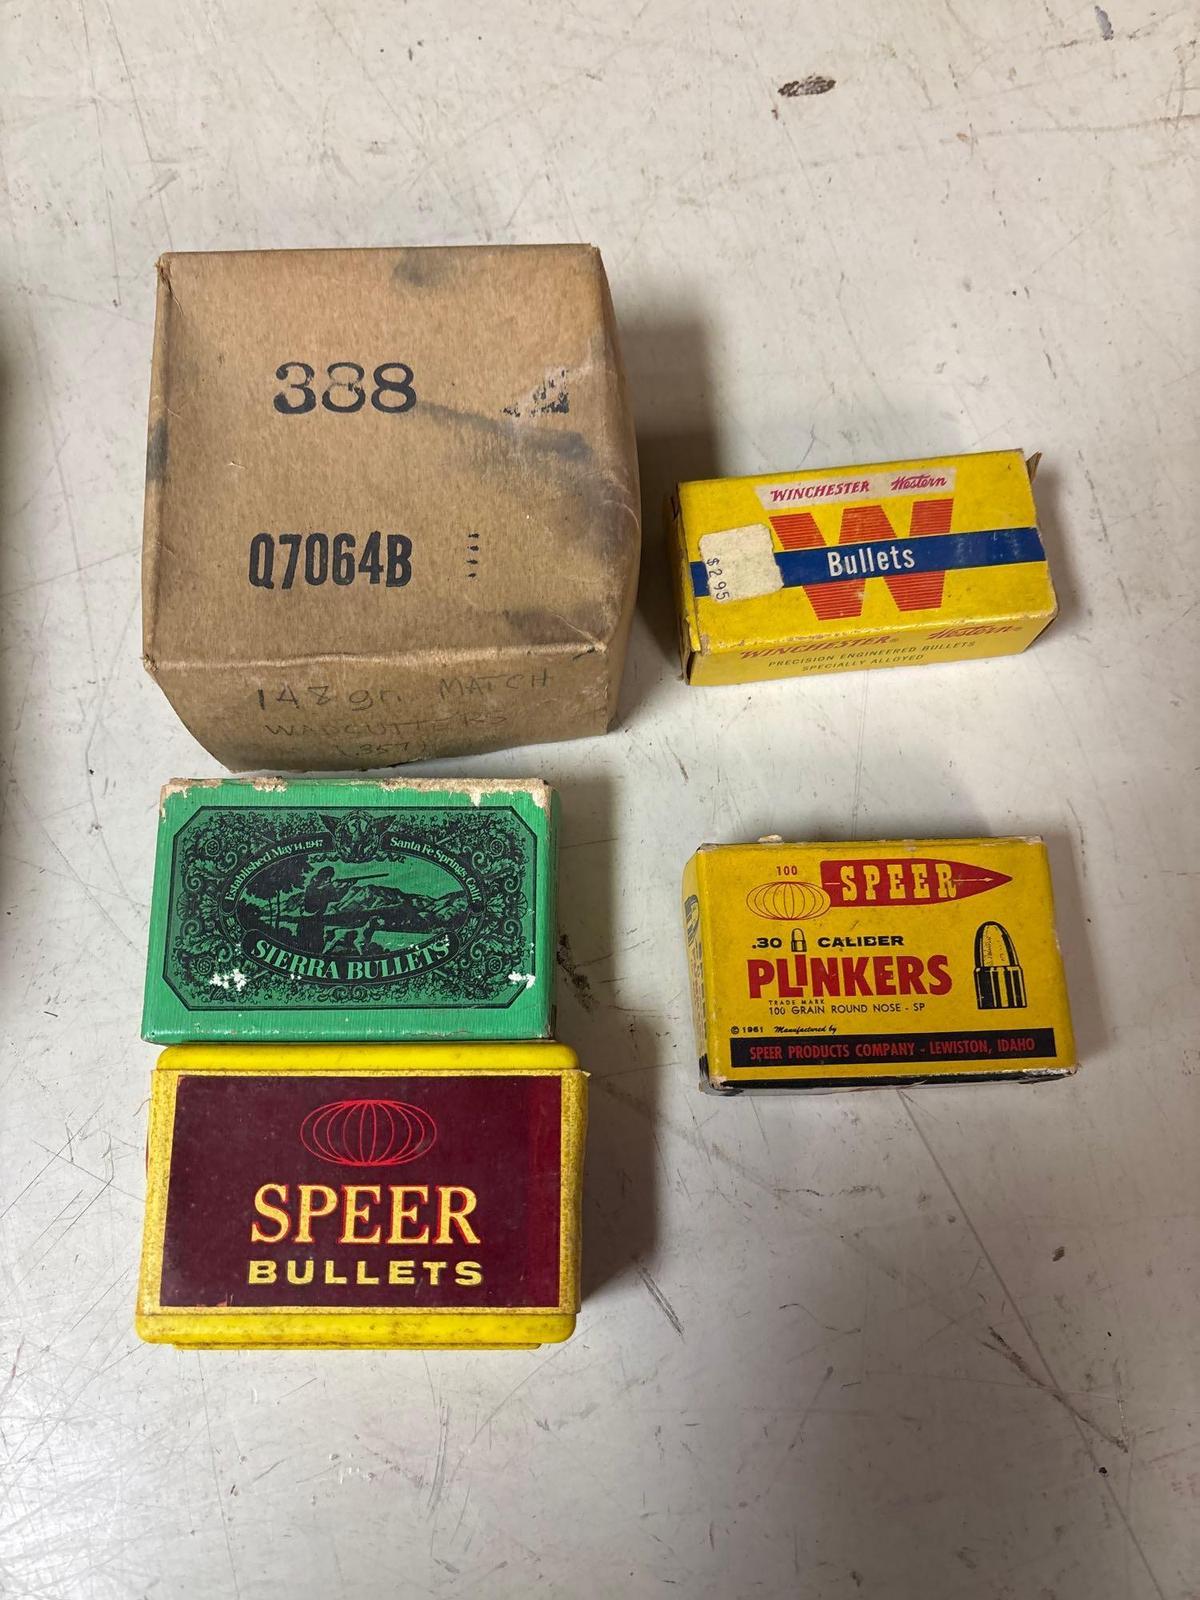 388
Q7064B
148 gr. MATCH
WADCUTTERS
(.357)
WINCHESTER Western
W
Bullets
$2.95
WINCHESTER® Western®
PRECISION ENGINEERED BULLETS
SPECIALLY ALLOYED
Established May 14, 1947
Santa Fe Springs, Calif.
SIERRA BULLETS
100
SPEER
.30 CALIBER
PLINKERS
TRADE MARK
100 GRAIN ROUND NOSE - SP
© 1961 Manufactured by
SPEER PRODUCTS COMPANY - LEWISTON, IDAHO
SPEER
BULLETS